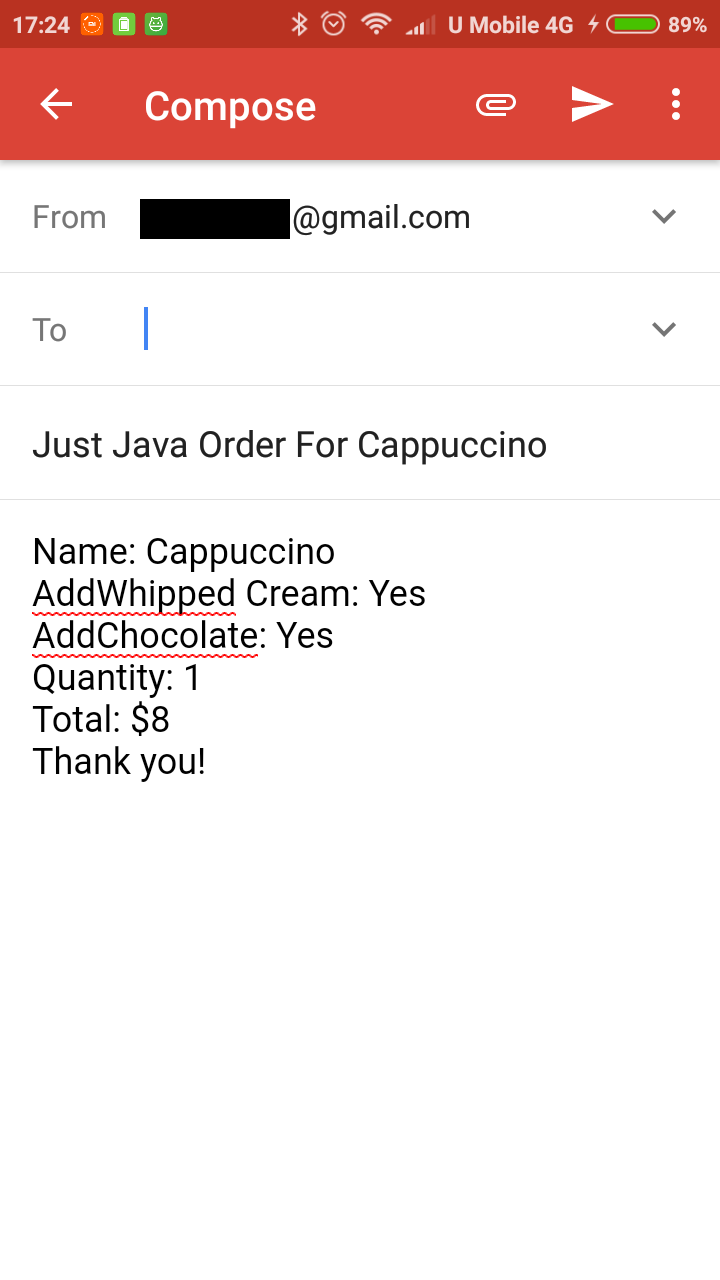 17:24 U Mobile 4G 89%
Compose
From @gmail.com
To
Just Java Order For Cappuccino
Name: Cappuccino
AddWhipped Cream: Yes
AddChocolate: Yes
Quantity: 1
Total: $8
Thank you!